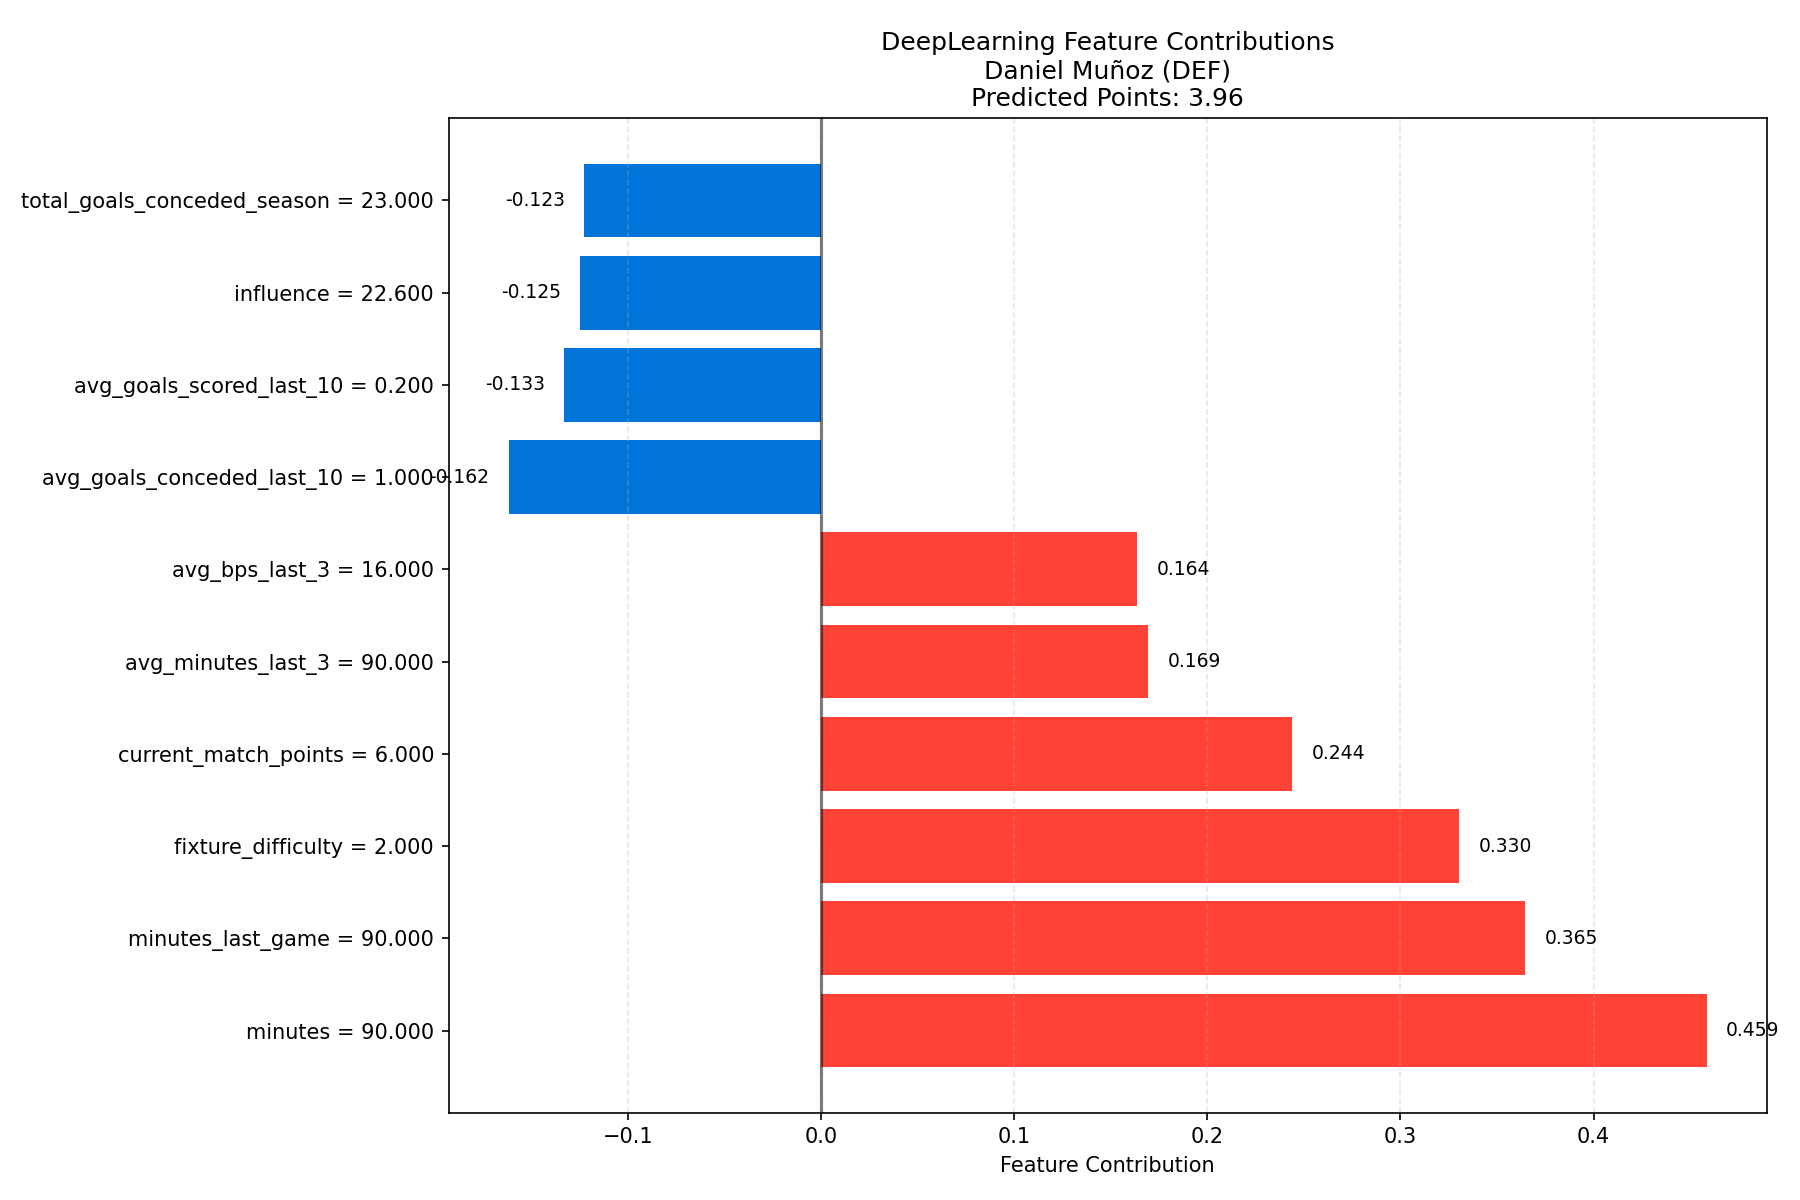 DeepLearning Feature Contributions
Daniel Muñoz (DEF)
Predicted Points: 3.96
total_goals_conceded_season = 23.000
-0.123
influence = 22.600
-0.125
avg_goals_scored_last_10 = 0.200
-0.133
avg_goals_conceded_last_10 = 1.000
-0.162
avg_bps_last_3 = 16.000
0.164
avg_minutes_last_3 = 90.000
0.169
current_match_points = 6.000
0.244
fixture_difficulty = 2.000
0.330
minutes_last_game = 90.000
0.365
minutes = 90.000
0.459
−0.1 0.0 0.1 0.2 0.3 0.4
Feature Contribution